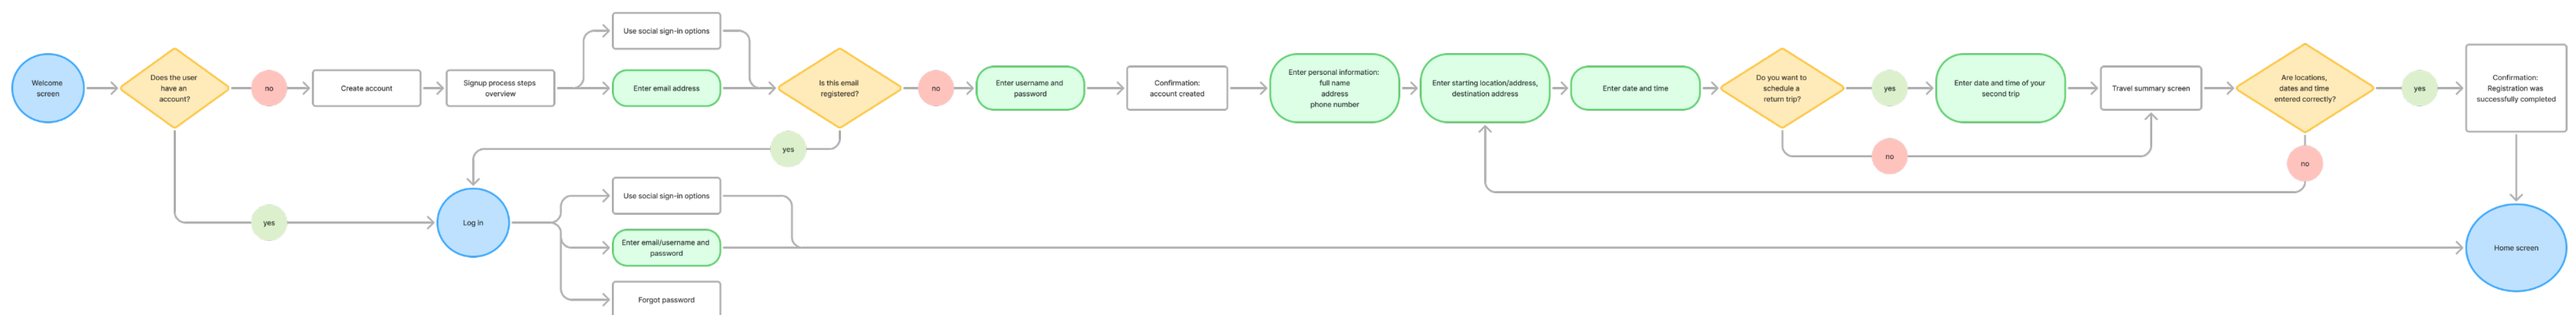 Welcome
screen
Does the user
have an
account?
no
Create account
Signup process steps
overview
Use social sign-in options
Enter email address
Is this email
registered?
no
Enter username and
password
Confirmation:
account created
Enter personal information:
full name
address
phone number
Enter starting location/address,
destination address
Enter date and time
Do you want to
schedule a
return trip?
yes
Enter date and time of your
second trip
Travel summary screen
Are locations,
dates and time
entered correctly?
yes
Confirmation:
Registration was
successfully completed
yes
no
no
yes
Log in
Use social sign-in options
Enter email/username and
password
Forgot password
Home screen